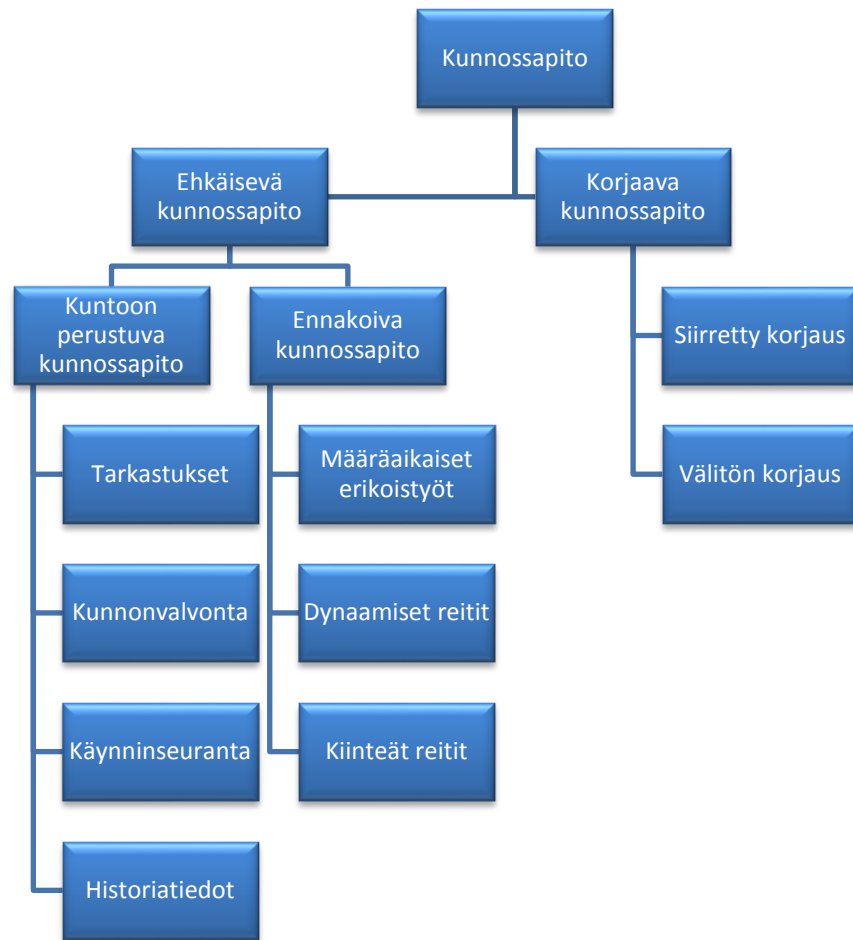 Kunnossapito
Ehkäisevä
kunnossapito
Korjaava
kunnossapito
Kuntoon
perustuva
kunnossapito
Ennakoiva
kunnossapito
Siirretty korjaus
Tarkastukset
Määräaikaiset
erikoistyöt
Välitön korjaus
Kunnonvalvonta
Dynaamiset reitit
Käynninseuranta
Kiinteät reitit
Historiatiedot